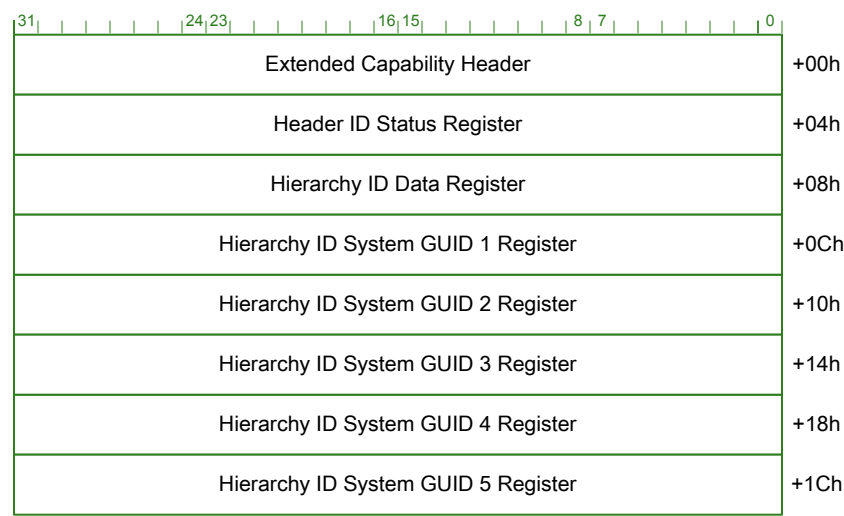 31 24 23 16 15 8 7 0
Extended Capability Header +00h
Header ID Status Register +04h
Hierarchy ID Data Register +08h
Hierarchy ID System GUID 1 Register +0Ch
Hierarchy ID System GUID 2 Register +10h
Hierarchy ID System GUID 3 Register +14h
Hierarchy ID System GUID 4 Register +18h
Hierarchy ID System GUID 5 Register +1Ch